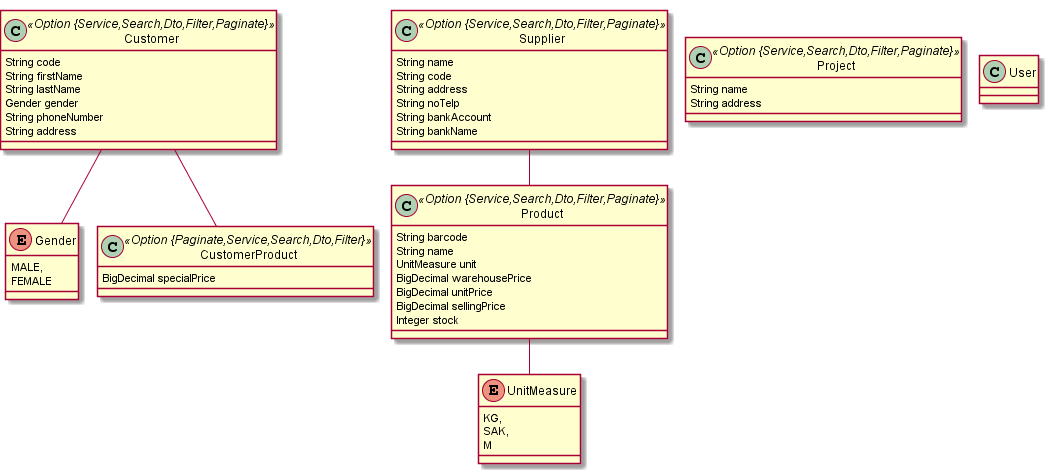 C «Option {Service,Search,Dto,Filter,Paginate}»
Customer
String code
String firstName
String lastName
Gender gender
String phoneNumber
String address
C «Option {Service,Search,Dto,Filter,Paginate}»
Supplier
String name
String code
String address
String noTelp
String bankAccount
String bankName
C «Option {Service,Search,Dto,Filter,Paginate}»
Project
String name
String address
C User
E Gender
MALE,
FEMALE
C «Option {Paginate,Service,Search,Dto,Filter}»
CustomerProduct
BigDecimal specialPrice
C «Option {Service,Search,Dto,Filter,Paginate}»
Product
String barcode
String name
UnitMeasure unit
BigDecimal warehousePrice
BigDecimal unitPrice
BigDecimal sellingPrice
Integer stock
E UnitMeasure
KG,
SAK,
M